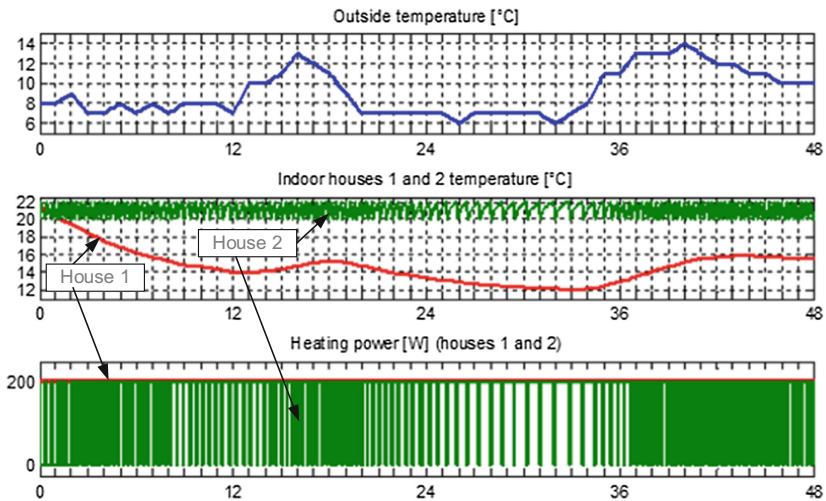 Outside temperature [°C]
14
12
10
8
6
0 12 24 36 48
Indoor houses 1 and 2 temperature [°C]
22
20
18
16
14
12
House 2
House 1
0 12 24 36 48
Heating power [W] (houses 1 and 2)
200
0
0 12 24 36 48